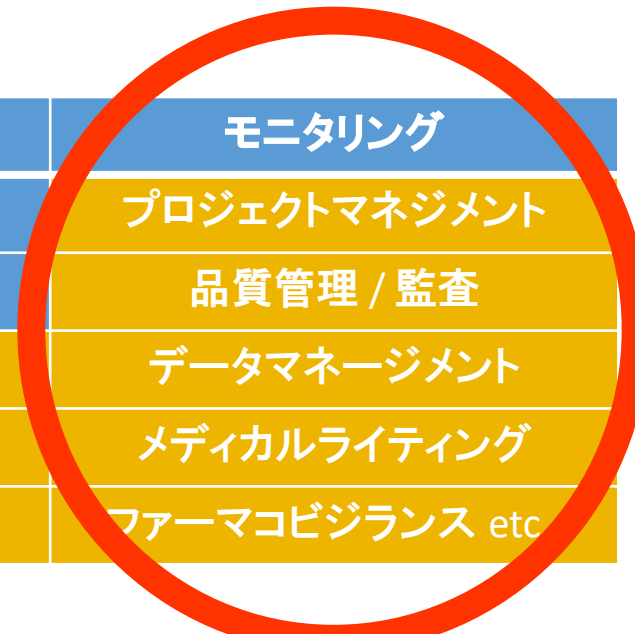 モニタリング
プロジェクトマネジメント
品質管理 / 監査
データマネージメント
メディカルライティング
ファーマコビジランス etc